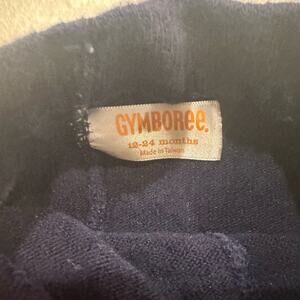 GYMBOREE.
12-24 months
Made in Taiwan